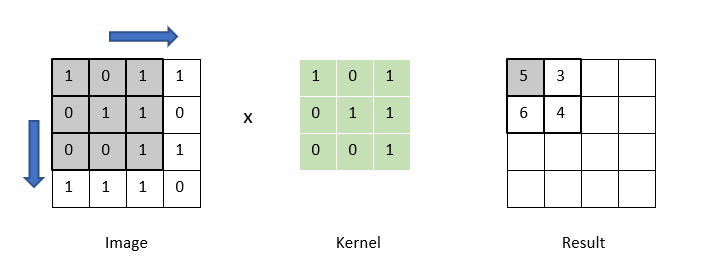 1 0 1 1 1 0 1 5 3
0 1 1 0 x 0 1 1 6 4
0 0 1 1 0 0 1
1 1 1 0
Image Kernel Result